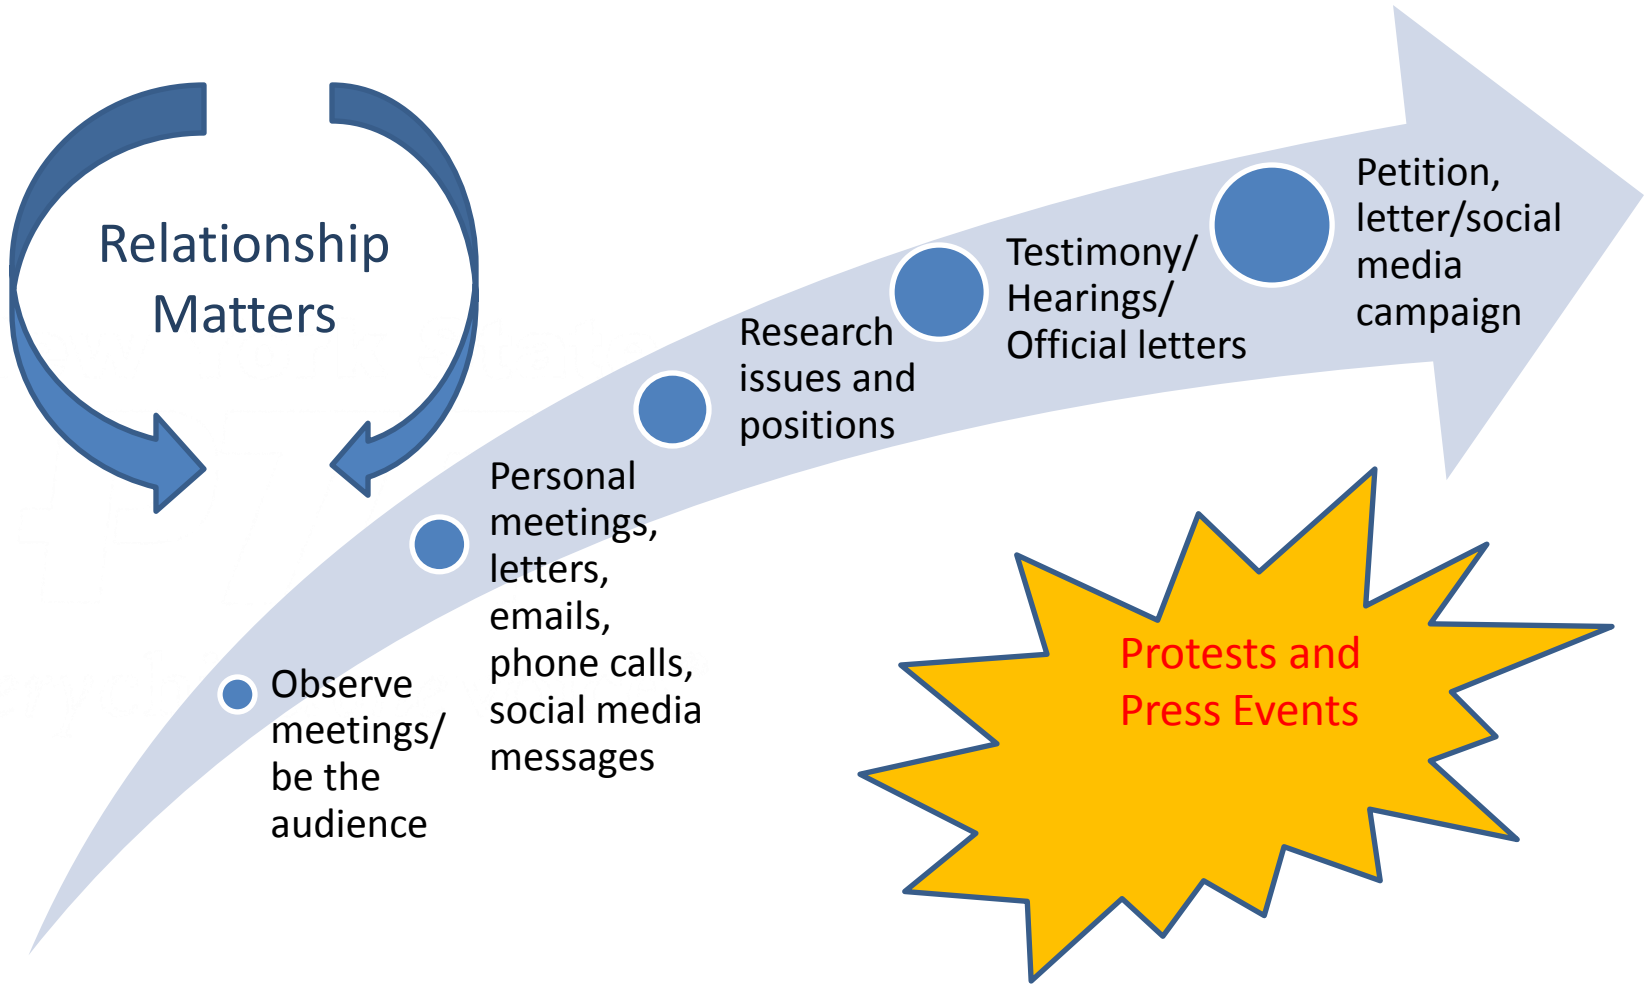 Relationship
Matters
Observe
meetings/
be the
audience
Personal
meetings,
letters,
emails,
phone calls,
social media
messages
Research
issues and
positions
Testimony/
Hearings/
Official letters
Petition,
letter/social
media
campaign
Protests and
Press Events